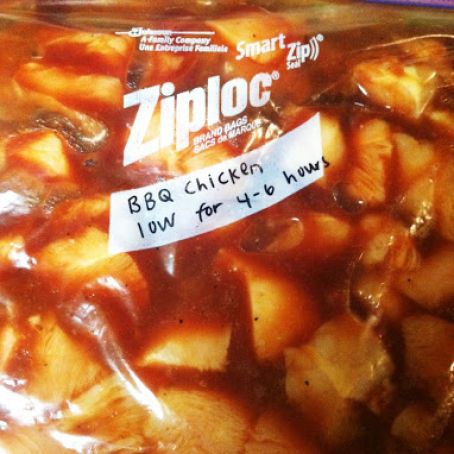 Johnson
A Family Company
Une Entreprise Familiale
Smart Zip
Seal
Ziploc®
BRAND BAGS
SACS de MARQUE
BBQ chicken
low for 4-6 hours